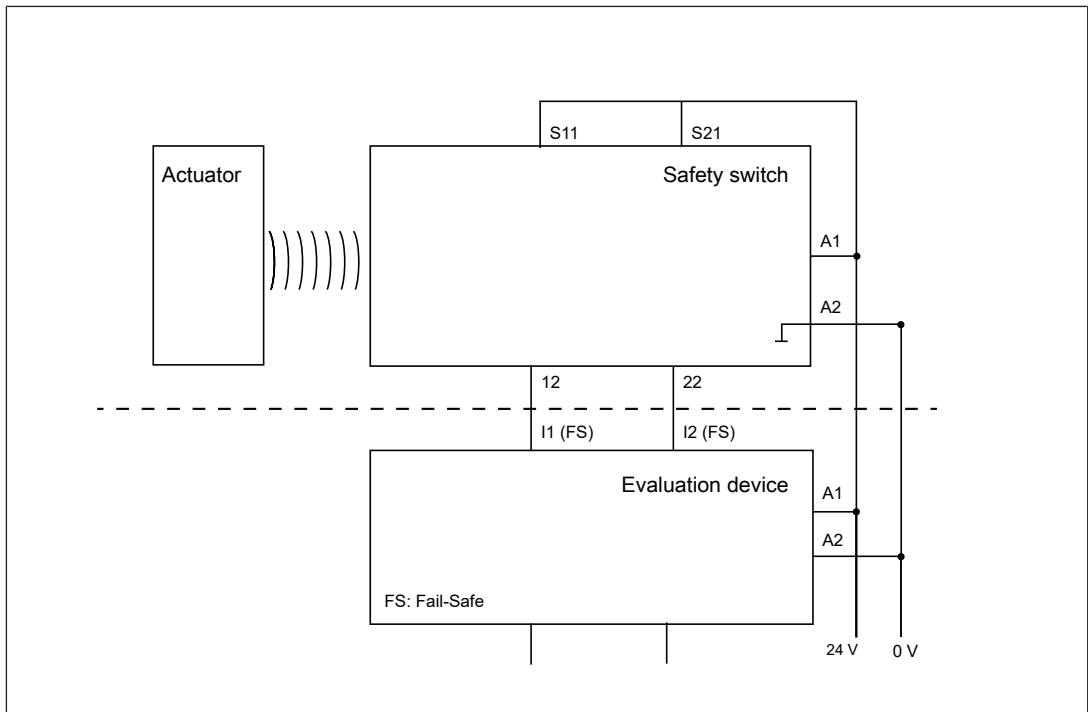 S11
S21
Actuator
Safety switch
A1
A2
12
22
I1 (FS)
I2 (FS)
Evaluation device
A1
A2
FS: Fail-Safe
24 V
0 V